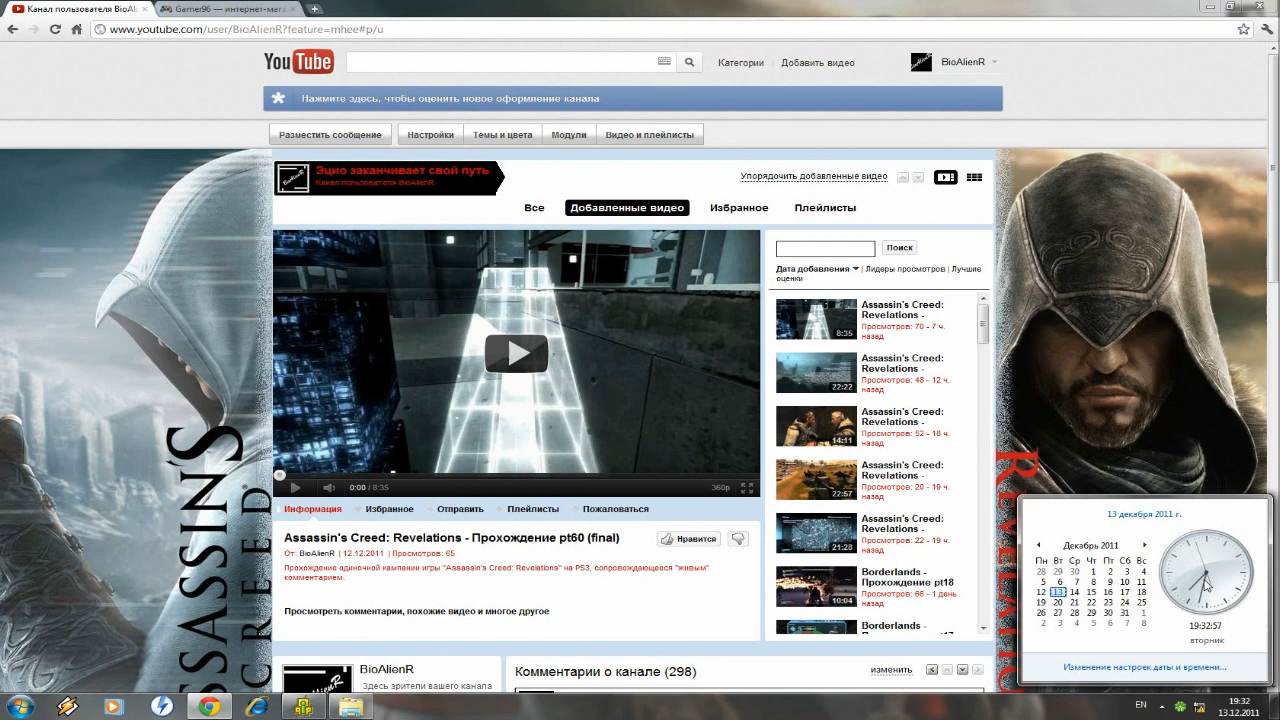 Канал пользователя BioAli
Gamer96 — интернет-маг
www.youtube.com/user/BioAlienR?feature=mhee#p/u
YouTube
Категории
Добавить видео
BioAlienR
Нажмите здесь, чтобы оценить новое оформление канала
Разместить сообщение
Настройки
Темы и цвета
Модули
Видео и плейлисты
Эцио заканчивает свой путь
Канал пользователя BioAlienR
Упорядочить добавленные видео
Все
Добавленные видео
Избранное
Плейлисты
Поиск
Дата добавления | Лидеры просмотров | Лучшие
оценки
Assassin's Creed:
Revelations -
Просмотров: 70 - 7 ч.
назад
8:35
Assassin's Creed:
Revelations -
Просмотров: 48 - 12 ч.
назад
22:22
Assassin's Creed:
Revelations -
Просмотров: 52 - 18 ч.
назад
14:11
Assassin's Creed:
Revelations -
Просмотров: 20 - 19 ч.
назад
22:57
Assassin's Creed:
Revelations -
Просмотров: 22 - 19 ч.
назад
21:28
Borderlands -
Прохождение pt18
Просмотров: 66 - 1 день
назад
10:04
Borderlands -
0:00 / 8:35
360p
Информация
Избранное
Отправить
Плейлисты
Пожаловаться
Assassin's Creed: Revelations - Прохождение pt60 (final)
Нравится
От: BioAlienR | 12.12.2011 | Просмотров: 65
Прохождение одиночной кампании игры "Assassin's Creed: Revelations" на PS3, сопровождающееся "живым"
комментарием.
Просмотреть комментарии, похожие видео и многое другое
BioAlienR
Здесь зрители вашего канала
Комментарии о канале (298)
изменить
ASSASSIN'S
CREED®
13 декабря 2011 г.
Декабрь 2011
Пн Вт Ср Чт Пт Сб Вс
28 29 30 1 2 3 4
5 6 7 8 9 10 11
12 13 14 15 16 17 18
19 20 21 22 23 24 25
26 27 28 29 30 31 1
2 3 4 5 6 7 8
19:32:57
вторник
Изменение настроек даты и времени...
EN
19:32
13.12.2011